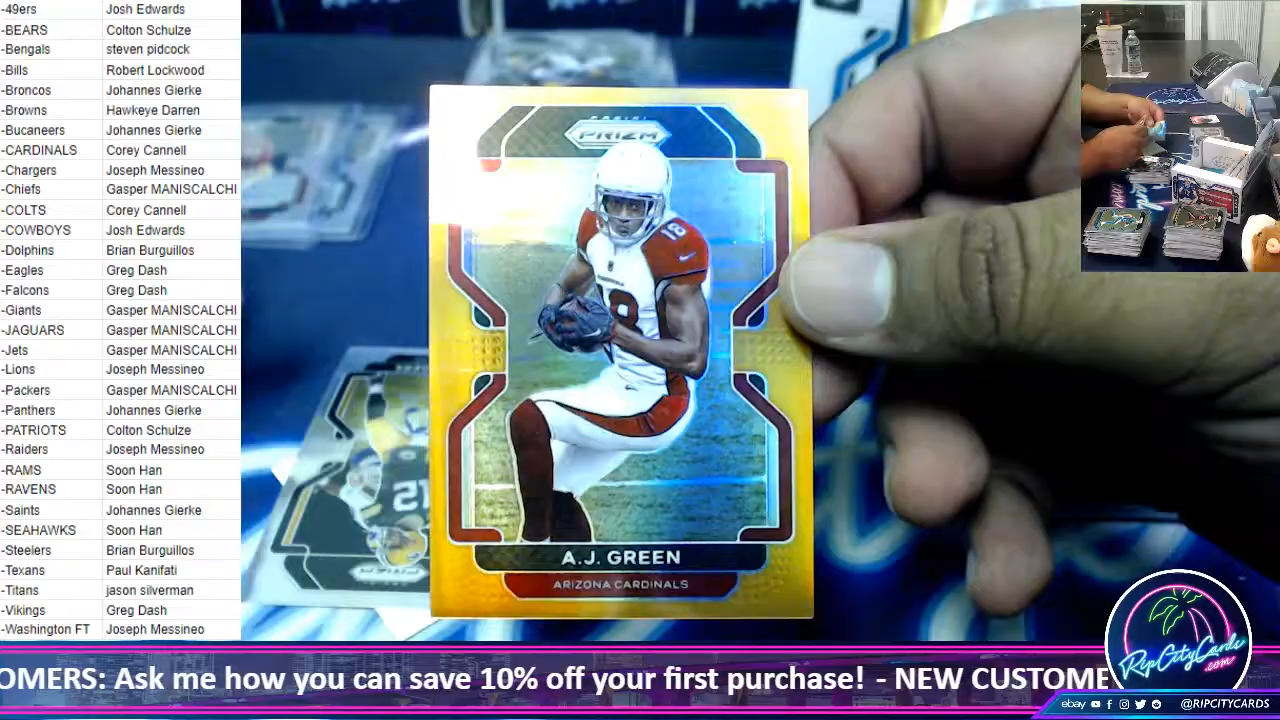 -49ers Josh Edwards
-BEARS Colton Schulze
-Bengals steven pidcock
-Bills Robert Lockwood
-Broncos Johannes Gierke
-Browns Hawkeye Darren
-Bucaneers Johannes Gierke
-CARDINALS Corey Cannell
-Chargers Joseph Messineo
-Chiefs Gasper MANISCALCHI
-COLTS Corey Cannell
-COWBOYS Josh Edwards
-Dolphins Brian Burguillos
-Eagles Greg Dash
-Falcons Greg Dash
-Giants Gasper MANISCALCHI
-JAGUARS Gasper MANISCALCHI
-Jets Gasper MANISCALCHI
-Lions Joseph Messineo
-Packers Gasper MANISCALCHI
-Panthers Johannes Gierke
-PATRIOTS Colton Schulze
-Raiders Joseph Messineo
-RAMS Soon Han
-RAVENS Soon Han
-Saints Johannes Gierke
-SEAHAWKS Soon Han
-Steelers Brian Burguillos
-Texans Paul Kanifati
-Titans jason silverman
-Vikings Greg Dash
-Washington FT Joseph Messineo
PRIZM
18
18
A.J. GREEN
ARIZONA CARDINALS
OMERS: Ask me how you can save 10% off your first purchase! - NEW CUSTOME
RipCityCards
.com
ebay @RIPCITYCARDS